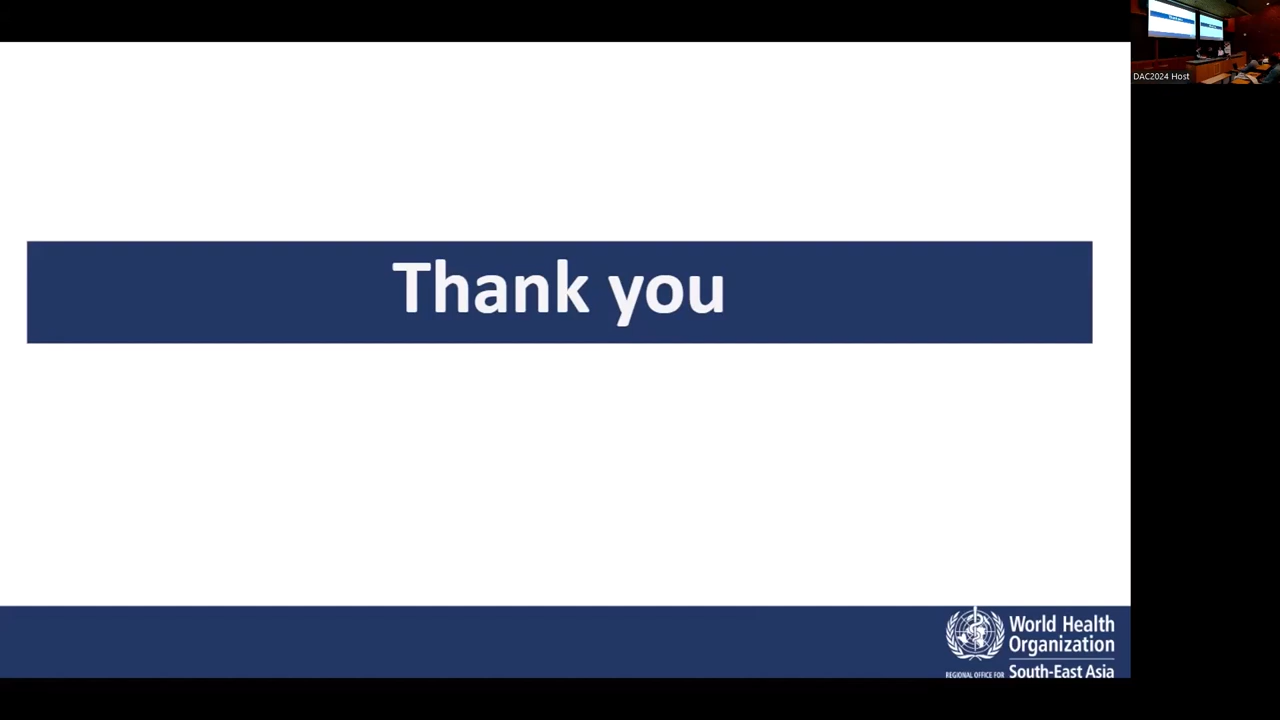 Thank you
World Health
Organization
REGIONAL OFFICE FOR South-East Asia
DAC2024 Host